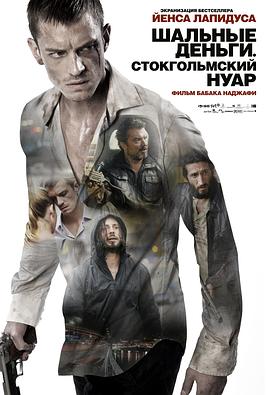 ЭКРАНИЗАЦИЯ БЕСТСЕЛЛЕРА
ЙЕНСА ЛАПИДУСА
ШАЛЬНЫЕ
ДЕНЬГИ.
СТОКГОЛЬМСКИЙ
НУАР
ФИЛЬМ БАБАКА НАДЖАФИ